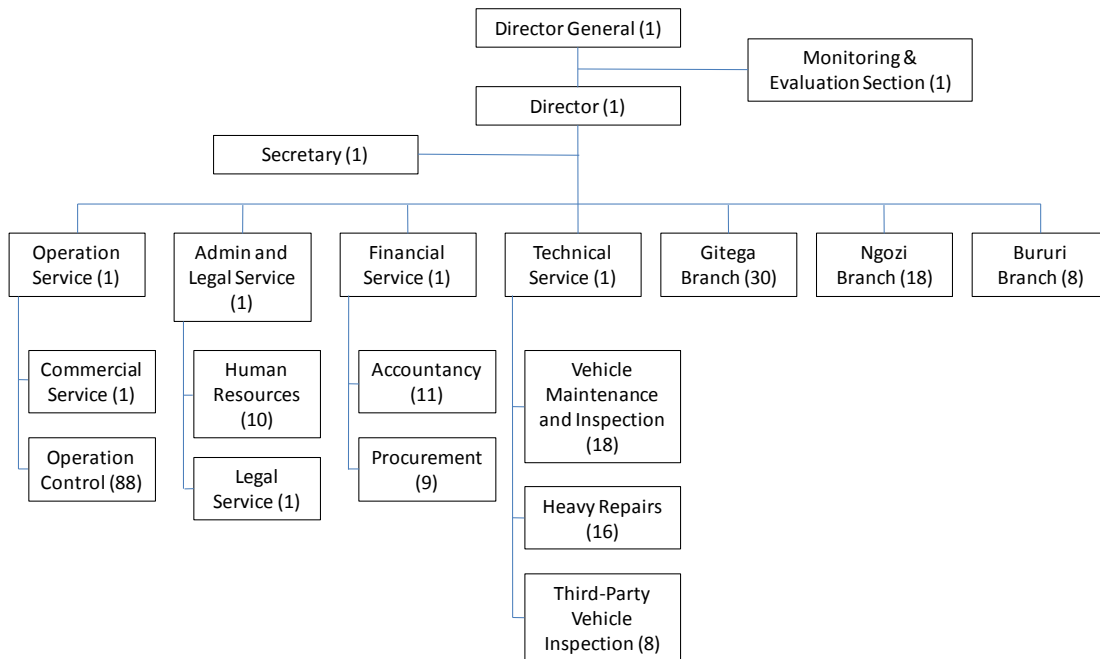 Director General (1)
Monitoring &
Evaluation Section (1)
Director (1)
Secretary (1)
Operation
Service (1)
Admin and
Legal Service
(1)
Financial
Service (1)
Technical
Service (1)
Gitega
Branch (30)
Ngozi
Branch (18)
Bururi
Branch (8)
Commercial
Service (1)
Operation
Control (88)
Human
Resources
(10)
Legal
Service (1)
Accountancy
(11)
Procurement
(9)
Vehicle
Maintenance
and Inspection
(18)
Heavy Repairs
(16)
Third-Party
Vehicle
Inspection (8)